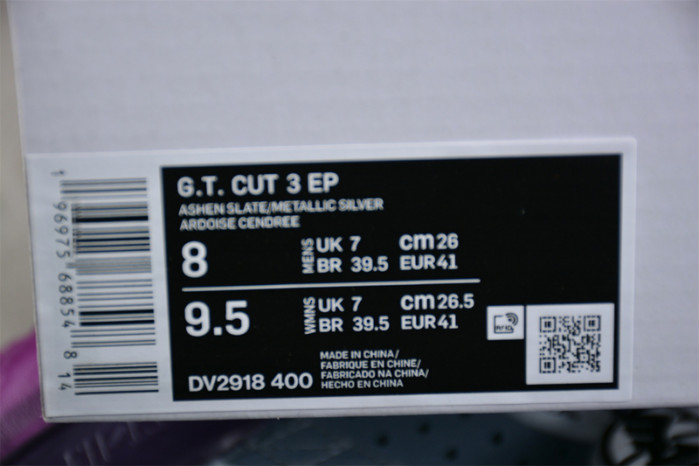 G.T. CUT 3 EP
ASHEN SLATE/METALLIC SILVER
ARDOISE CENDREE
8 MENS UK 7 cm 26
BR 39.5 EUR 41
9.5 WMNS UK 7 cm 26.5
BR 39.5 EUR 41
DV2918 400
MADE IN CHINA/
FABRIQUE EN CHINE/
FABRICADO NA CHINA/
HECHO EN CHINA
1 96975 68854 8 14